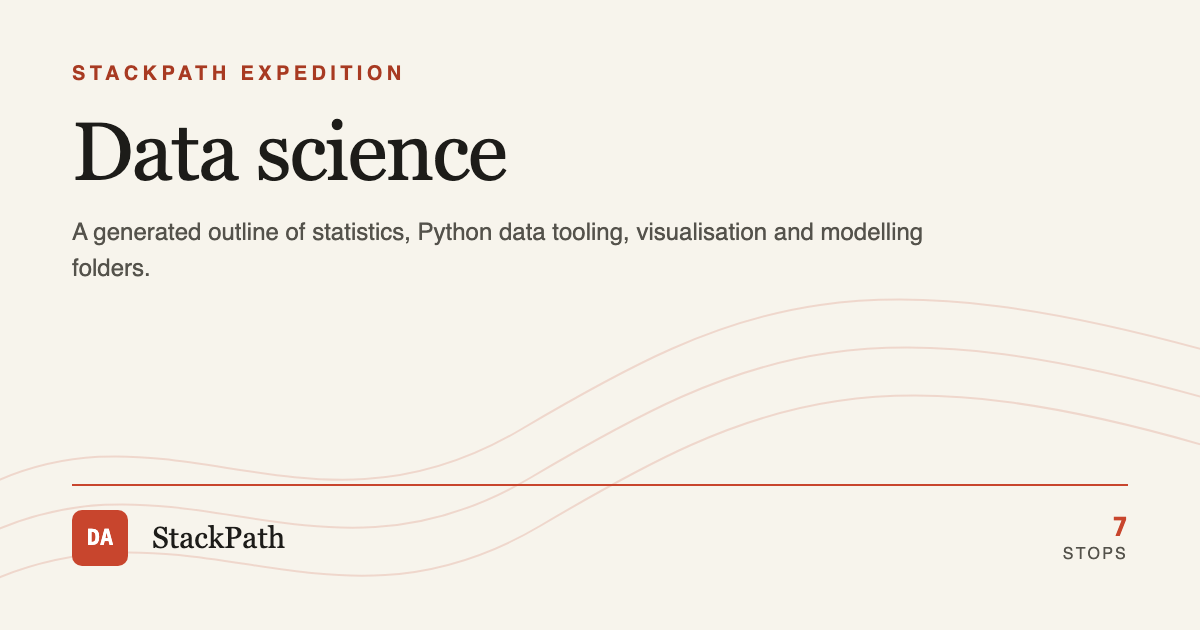 STACKPATH EXPEDITION
Data science
A generated outline of statistics, Python data tooling, visualisation and modelling
folders.
DA
StackPath
7
STOPS